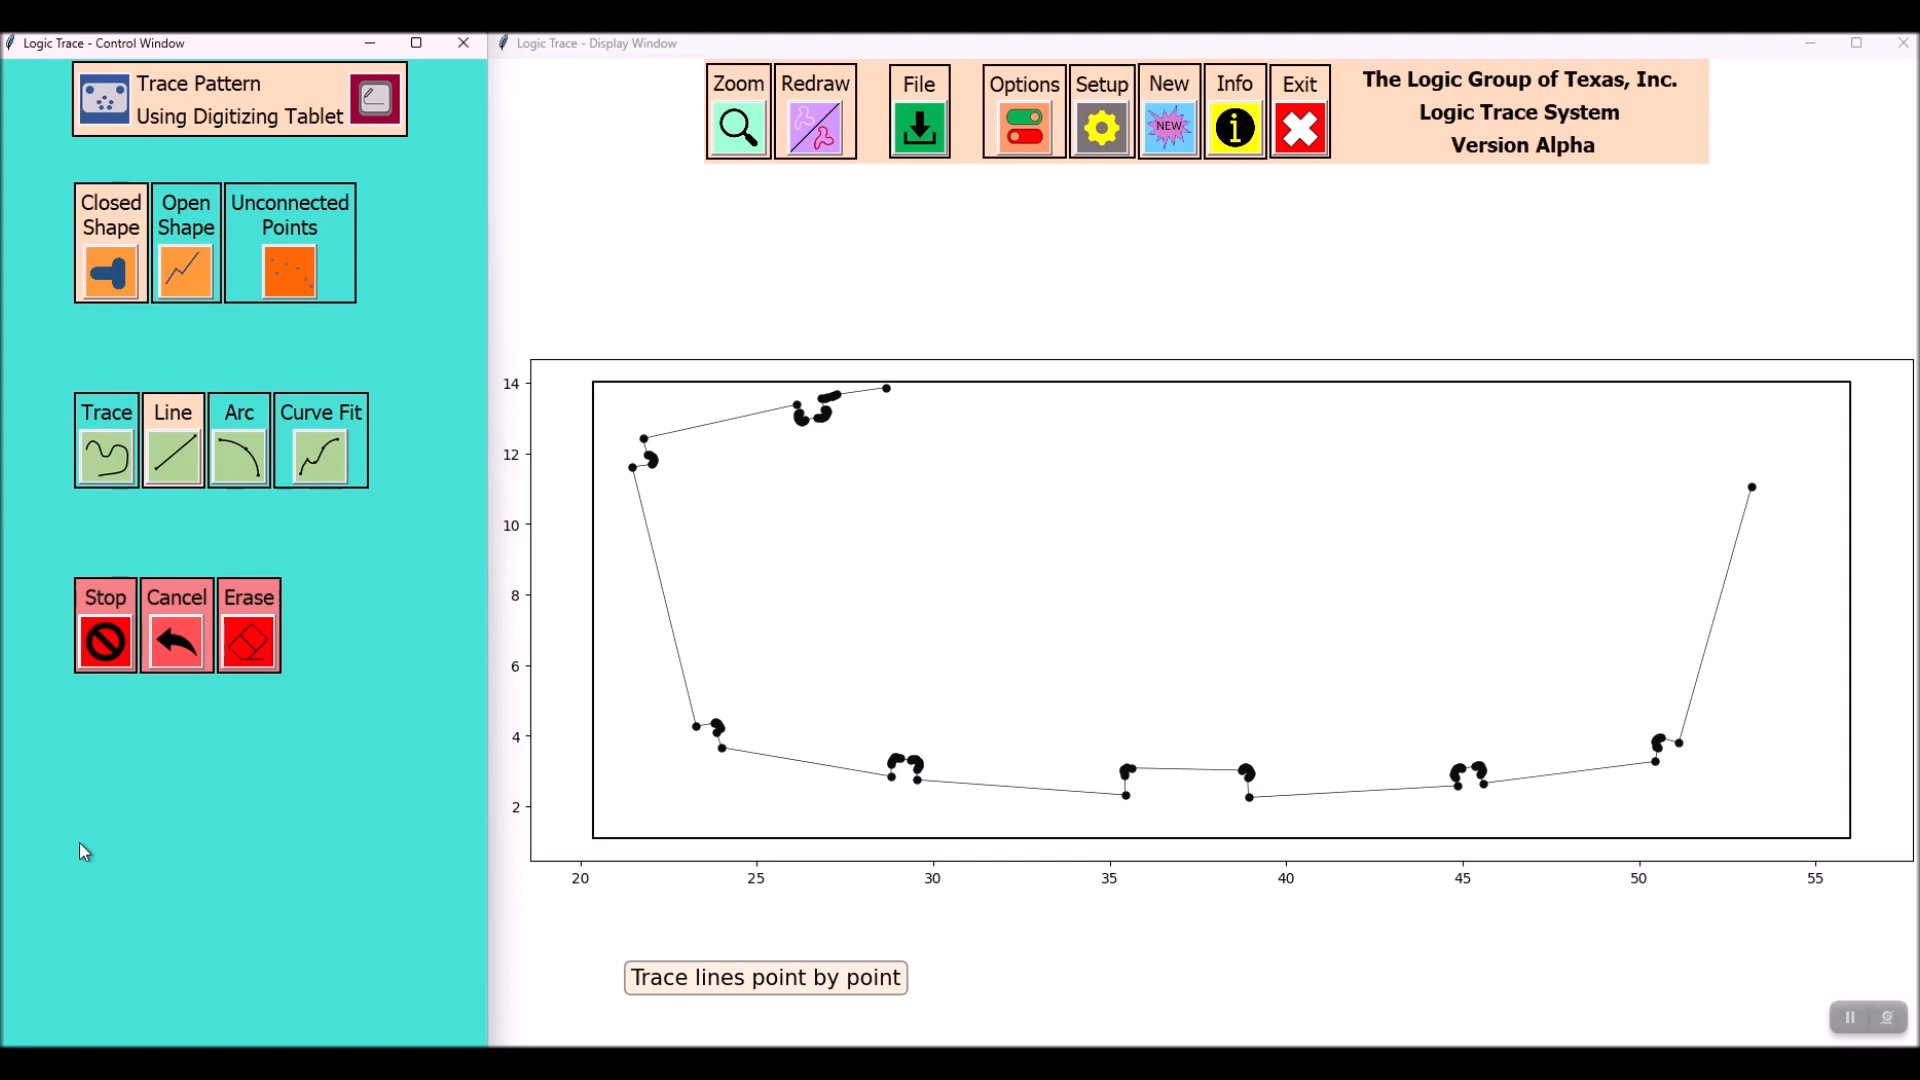 Logic Trace - Control Window
Logic Trace - Display Window
Trace Pattern
Using Digitizing Tablet
Closed
Shape
Open
Shape
Unconnected
Points
Trace
Line
Arc
Curve Fit
Stop
Cancel
Erase
Zoom
Redraw
File
Options
Setup
New
NEW
Info
i
Exit
The Logic Group of Texas, Inc.
Logic Trace System
Version Alpha
14
12
10
8
6
4
2
20
25
30
35
40
45
50
55
Trace lines point by point